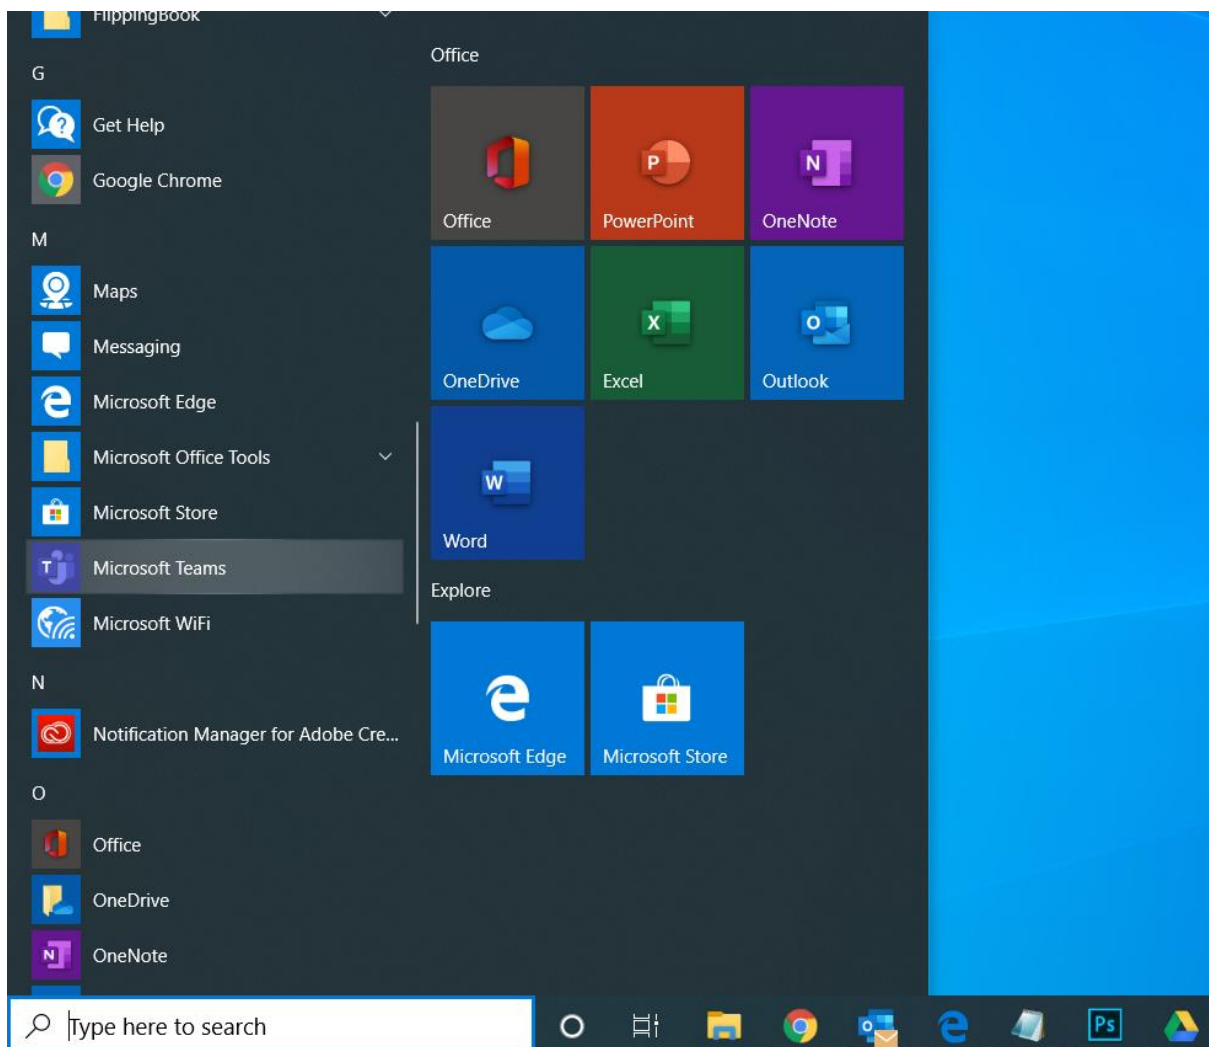 FlippingBook
G
Get Help
Google Chrome
M
Maps
Messaging
Microsoft Edge
Microsoft Office Tools
Microsoft Store
T
Microsoft Teams
Microsoft WiFi
N
Notification Manager for Adobe Cre...
O
Office
OneDrive
N
OneNote
Office
Office
P
PowerPoint
N
OneNote
OneDrive
X
Excel
O
Outlook
W
Word
Explore
Microsoft Edge
Microsoft Store
Type here to search
Ps